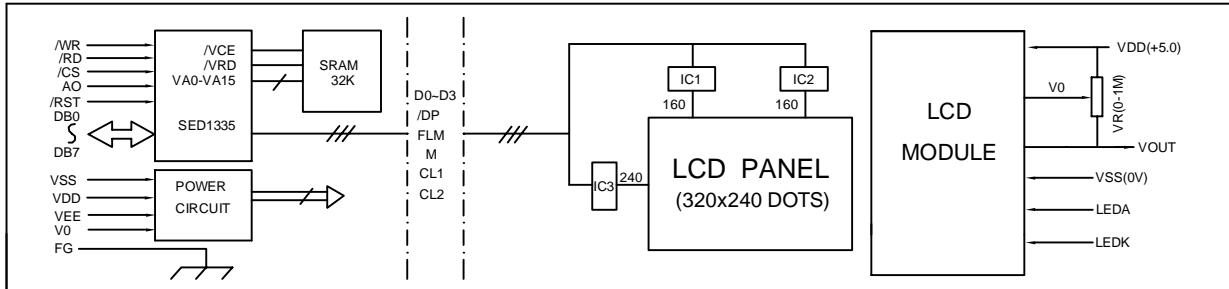 /WR
/RD
/CS
AO
/RST
DB0
DB7
/VCE
/VRD
VA0-VA15
SED1335
SRAM
32K
VSS
VDD
VEE
V0
FG
POWER
CIRCUIT
D0~D3
/DP
FLM
M
CL1
CL2
IC1
IC2
160
160
IC3
240
LCD PANEL
(320x240 DOTS)
LCD
MODULE
VDD(+5.0)
V0
VR(0-1M)
VOUT
VSS(0V)
LEDA
LEDK